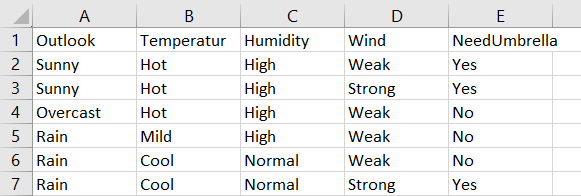 A B C D E
1 Outlook Temperatur Humidity Wind NeedUmbrella
2 Sunny Hot High Weak Yes
3 Sunny Hot High Strong Yes
4 Overcast Hot High Weak No
5 Rain Mild High Weak No
6 Rain Cool Normal Weak No
7 Rain Cool Normal Strong Yes